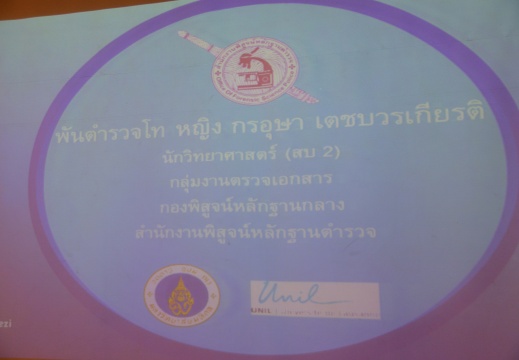 พันตำรวจโท หญิง กรอุษา เตชบวรเกียรติ
นักวิทยาศาสตร์ (สบ 2)
กลุ่มงานตรวจเอกสาร
กองพิสูจน์หลักฐานกลาง
สำนักงานพิสูจน์หลักฐานตำรวจ
Unil